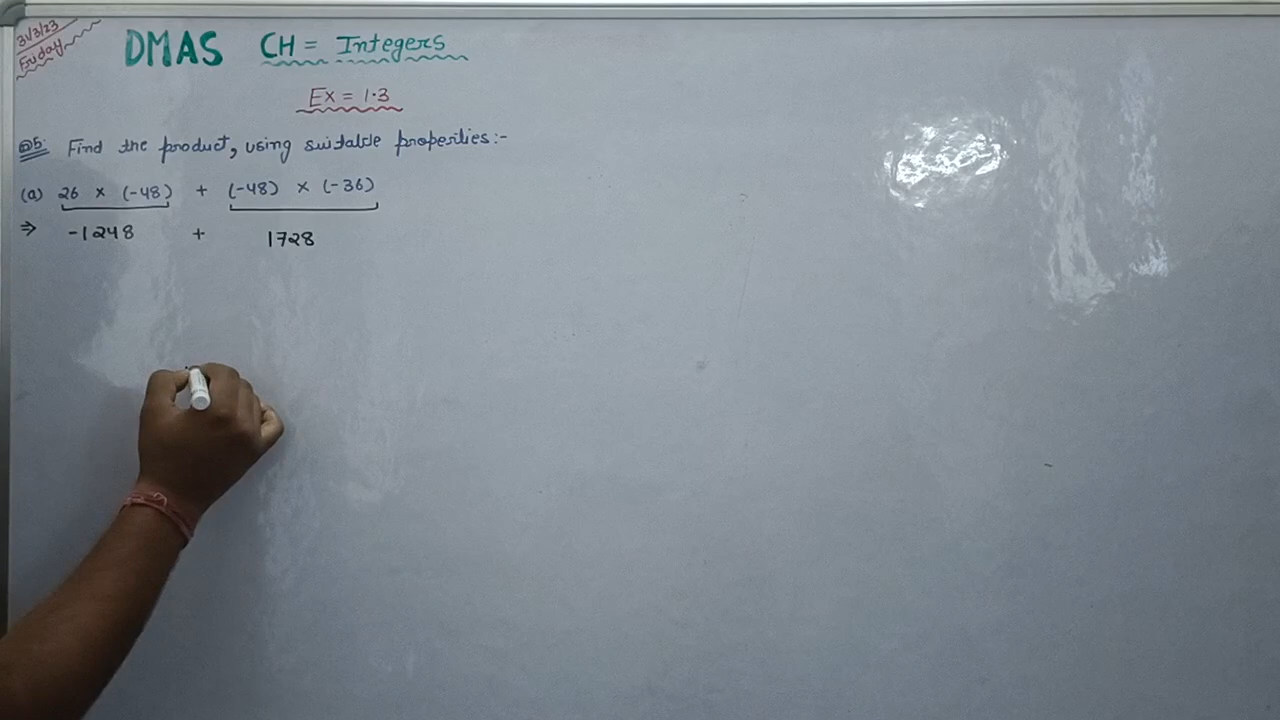 31/3/23
Friday
DMAS CH = Integers
Ex = 1.3
Q5. Find the product, using suitable properties:-
(a) 26 × (-48) + (-48) × (-36)
⇒ -1248 + 1728